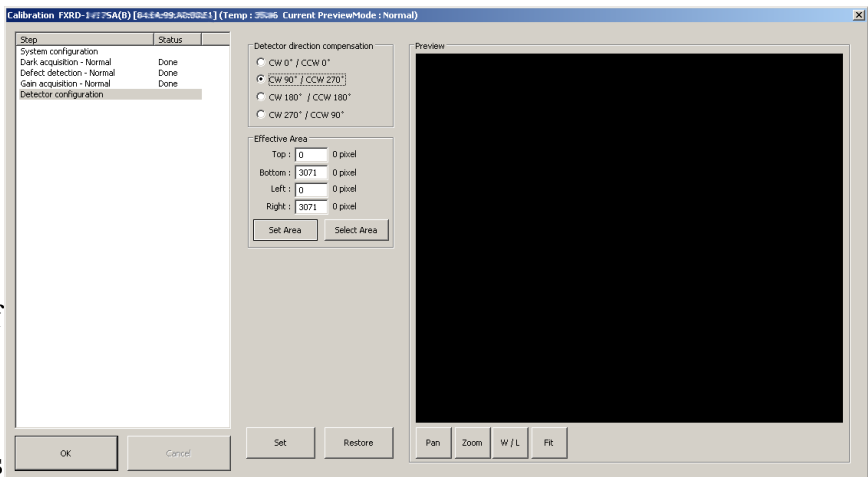 Calibration FXRD- 75A(B) (Temp : Current PreviewMode : Normal)
Step Status
System configuration
Dark acquisition - Normal Done
Defect detection - Normal Done
Gain acquisition - Normal Done
Detector configuration
OK
Cancel
Detector direction compensation
CW 0° / CCW 0°
CW 90° / CCW 270°
CW 180° / CCW 180°
CW 270° / CCW 90°
Effective Area
Top : 0 0 pixel
Bottom : 3071 0 pixel
Left : 0 0 pixel
Right : 3071 0 pixel
Set Area Select Area
Set Restore
Preview
Pan Zoom W / L Fit